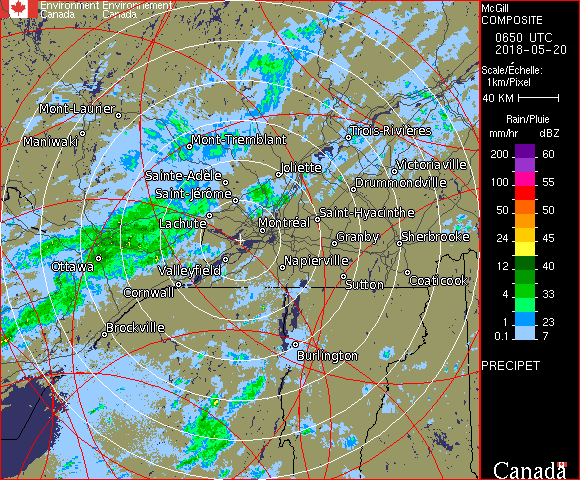 Environment Environnement
Canada Canada
McGill
COMPOSITE
0650 UTC
2018-05-20
Scale/Échelle:
1km/Pixel
40 KM
Rain/Pluie
mm/hr dBZ
200 60
100 55
50 50
24 45
12 40
4 33
1 23
0.1 7
PRECIPET
Canada
Mont-Laurier
Maniwaki
Mont-Tremblant
Trois-Rivières
Joliette
Victoriaville
Sainte-Adèle
Drummondville
Saint-Jérôme
Saint-Hyacinthe
Lachute
Montréal
Granby
Sherbrooke
Ottawa
Valleyfield
Napierville
Coaticook
Cornwall
Sutton
Brockville
Burlington